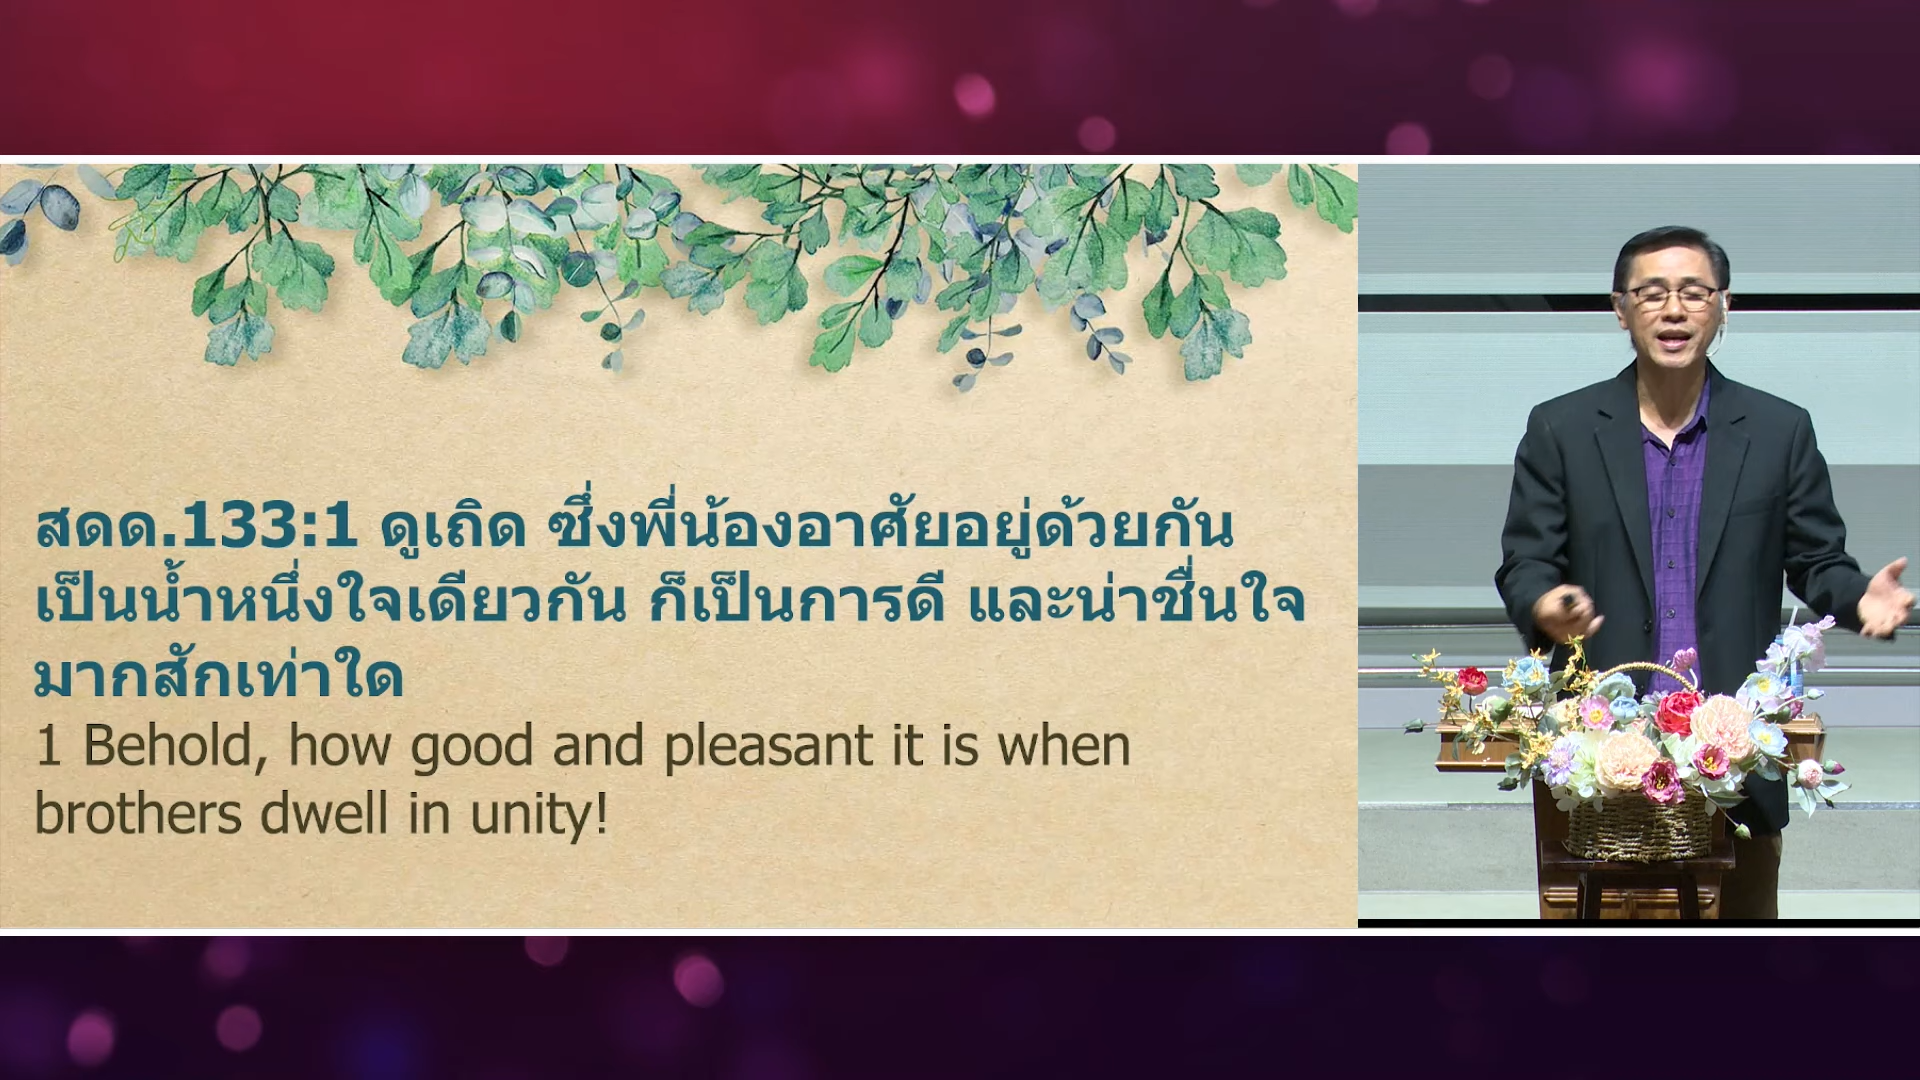 สดด.133:1 ดูเถิด ซึ่งพี่น้องอาศัยอยู่ด้วยกัน
เป็นน้ำหนึ่งใจเดียวกัน ก็เป็นการดี และน่าชื่นใจ
มากสักเท่าใด
1 Behold, how good and pleasant it is when
brothers dwell in unity!